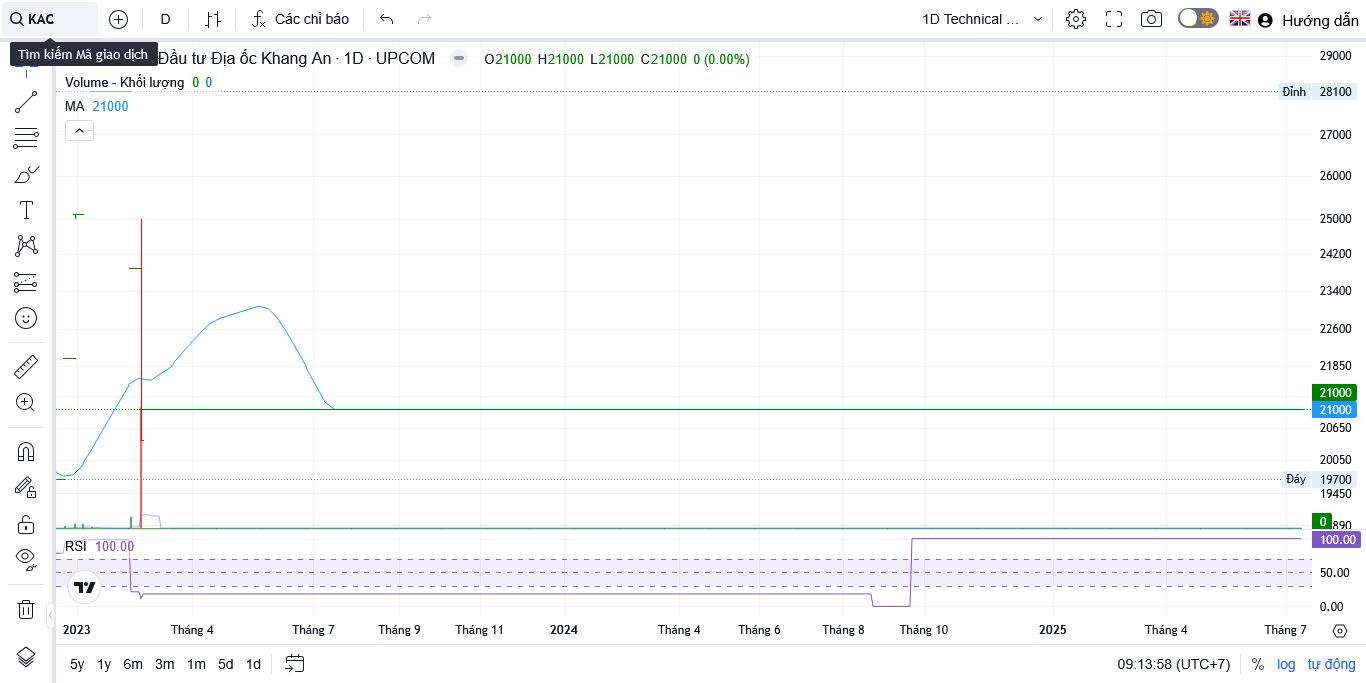 KAC
D
Các chỉ báo
1D Technical ...
Hướng dẫn
Tìm kiếm Mã giao dịch
Đầu tư Địa ốc Khang An · 1D · UPCOM
O21000 H21000 L21000 C21000 0 (0.00%)
Volume - Khối lượng 0 0
MA 21000
29000
Đỉnh 28100
27000
26000
25000
24200
23400
22600
21850
21000
21000
20650
20050
Đáy 19700
19450
0
890
RSI 100.00
100.00
50.00
0.00
2023 Tháng 4 Tháng 7 Tháng 9 Tháng 11 2024 Tháng 4 Tháng 6 Tháng 8 Tháng 10 2025 Tháng 4 Tháng 7
5y 1y 6m 3m 1m 5d 1d
09:13:58 (UTC+7) % log tự động